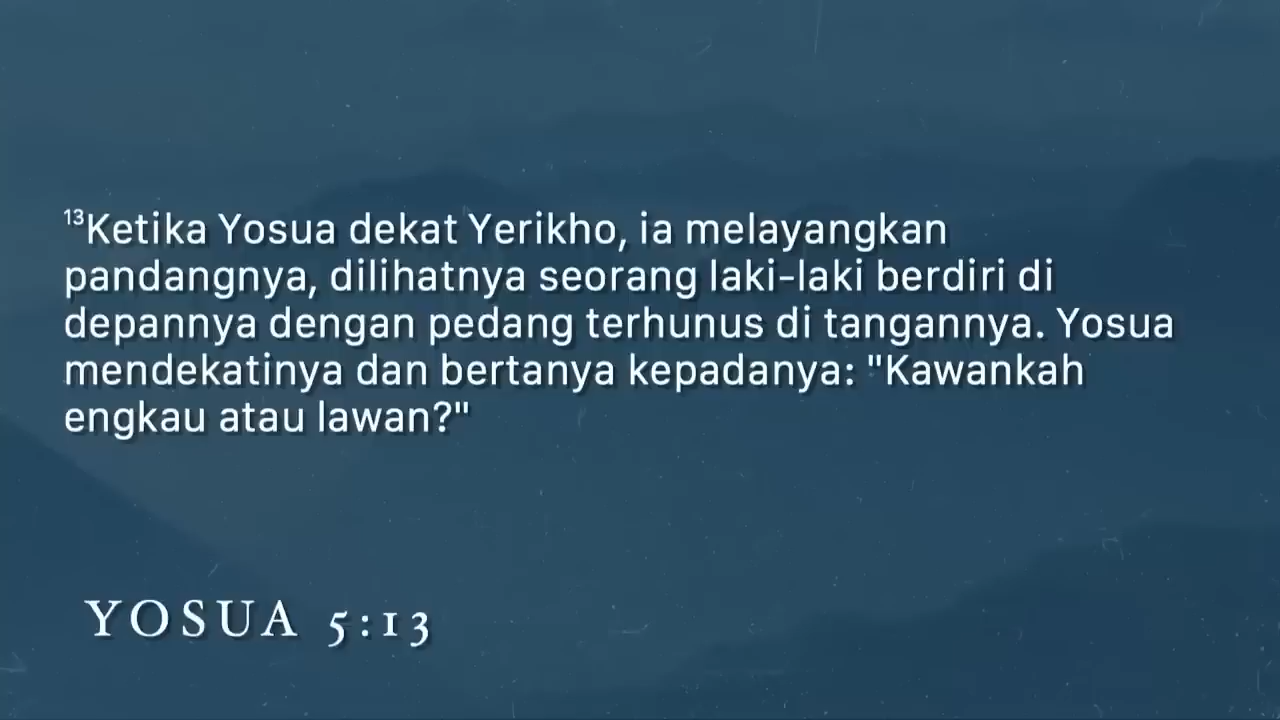 ¹³Ketika Yosua dekat Yerikho, ia melayangkan
pandangnya, dilihatnya seorang laki-laki berdiri di
depannya dengan pedang terhunus di tangannya. Yosua
mendekatinya dan bertanya kepadanya: "Kawankah
engkau atau lawan?"
YOSUA 5:13